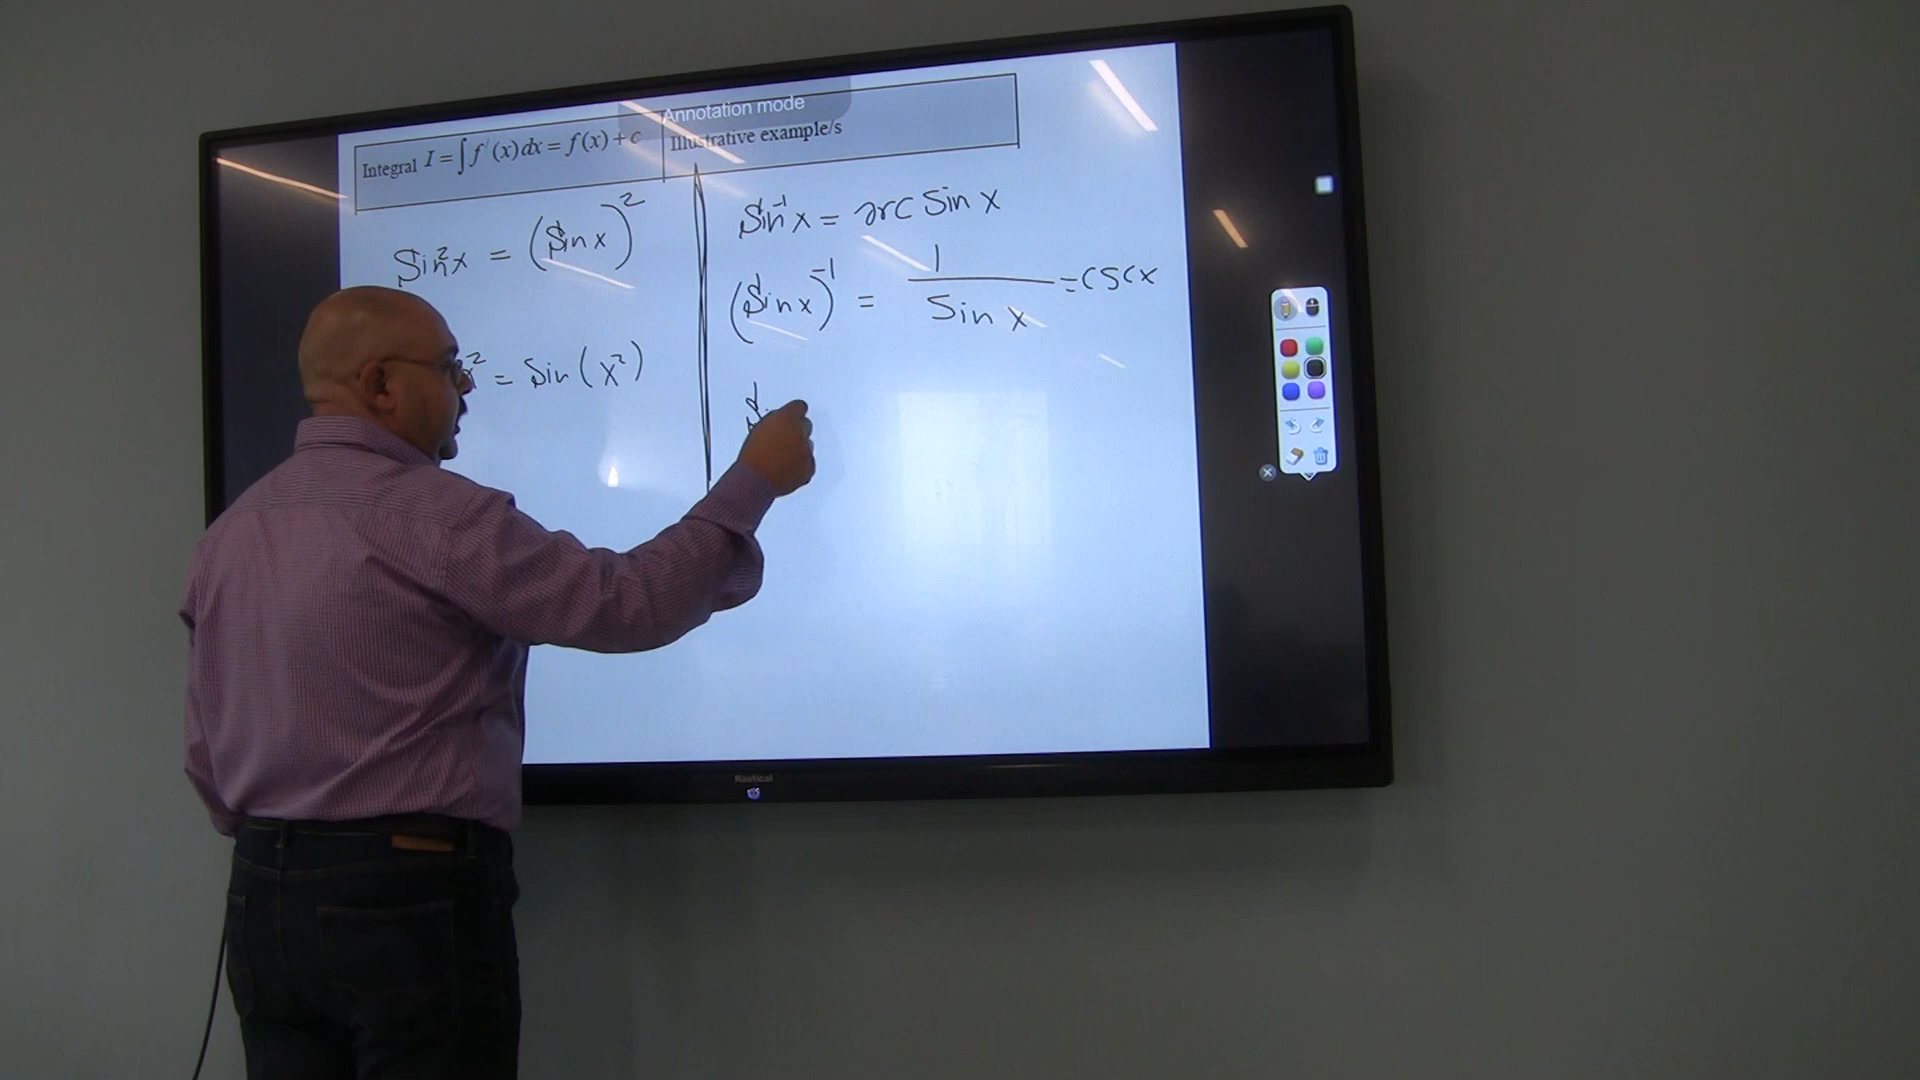 Annotation mode
Integral I = ∫ f'(x) dx = f(x) + c
Illustrative example/s
Sin²x = (Sin x)²
x² = Sin (x²)
Sin⁻¹ x = arc Sin x
(Sin x)⁻¹ = 1 / Sin x = csc x
Nautical